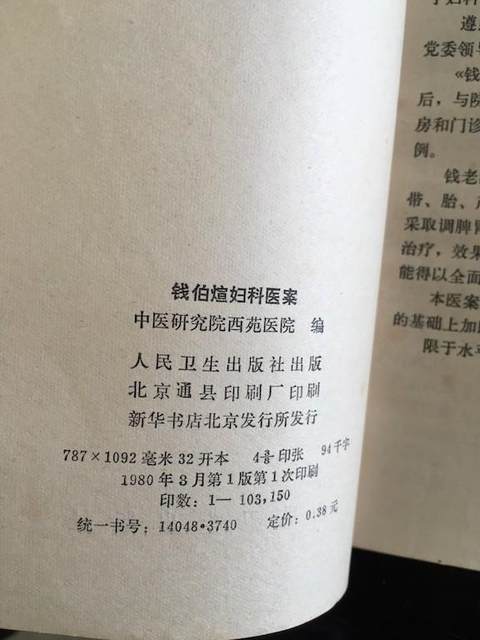 钱伯煊妇科医案
中医研究院西苑医院 编
人民卫生出版社出版
北京通县印刷厂印刷
新华书店北京发行所发行
787×1092毫米32开本 印张 94千字
1980年3月第1版第1次印刷
印数：1—103,150
统一书号：14048·3740 定价：0.38元
遵
党委领
《钱
后，与院
房和门诊
例。
钱老
带、胎、
采取调脾
治疗，效果
能得以全面
本医案
的基础上加
限于水平